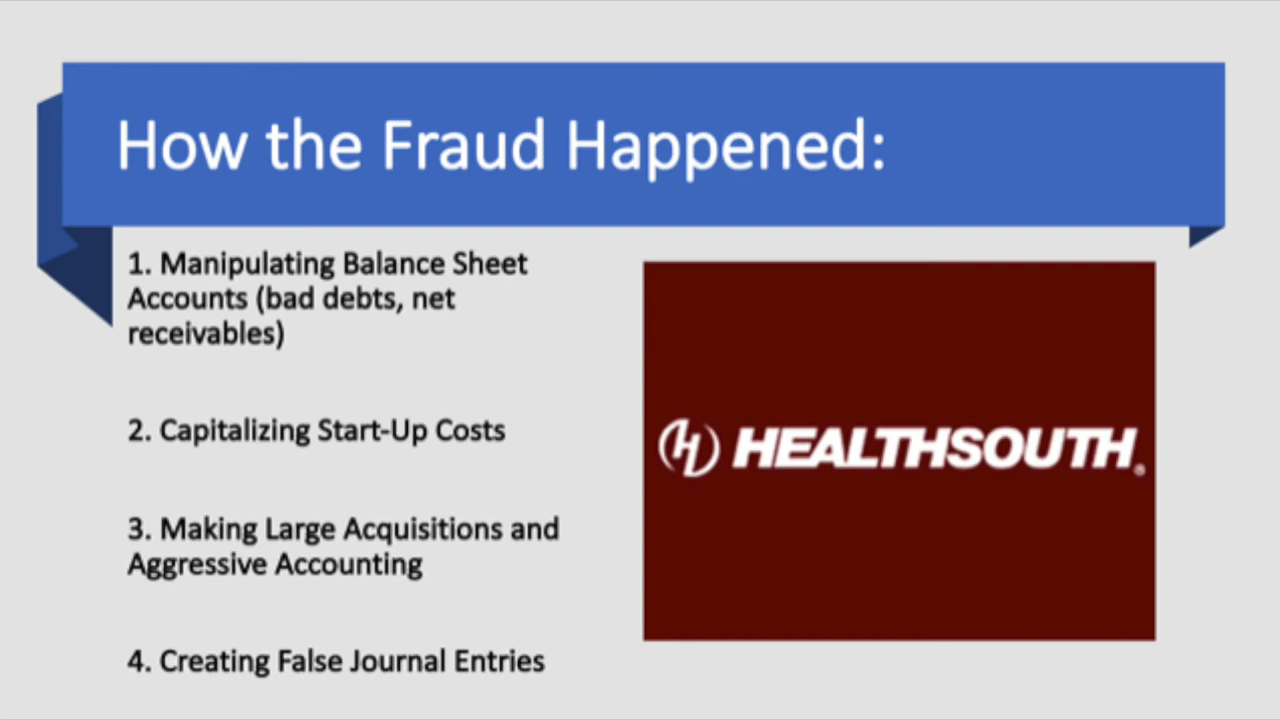 How the Fraud Happened:
1. Manipulating Balance Sheet
Accounts (bad debts, net
receivables)
2. Capitalizing Start-Up Costs
3. Making Large Acquisitions and
Aggressive Accounting
4. Creating False Journal Entries
HEALTHSOUTH®